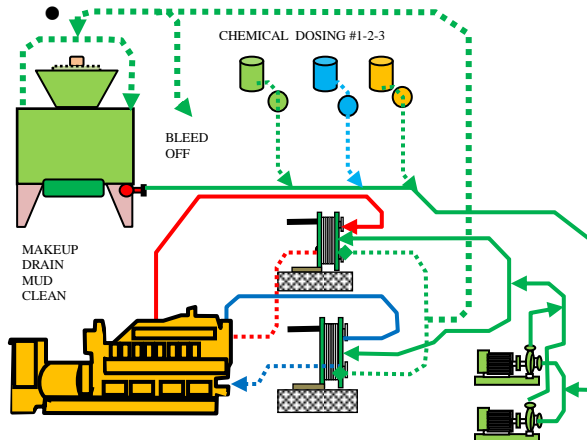 CHEMICAL DOSING #1-2-3
BLEED
OFF
MAKEUP
DRAIN
MUD
CLEAN